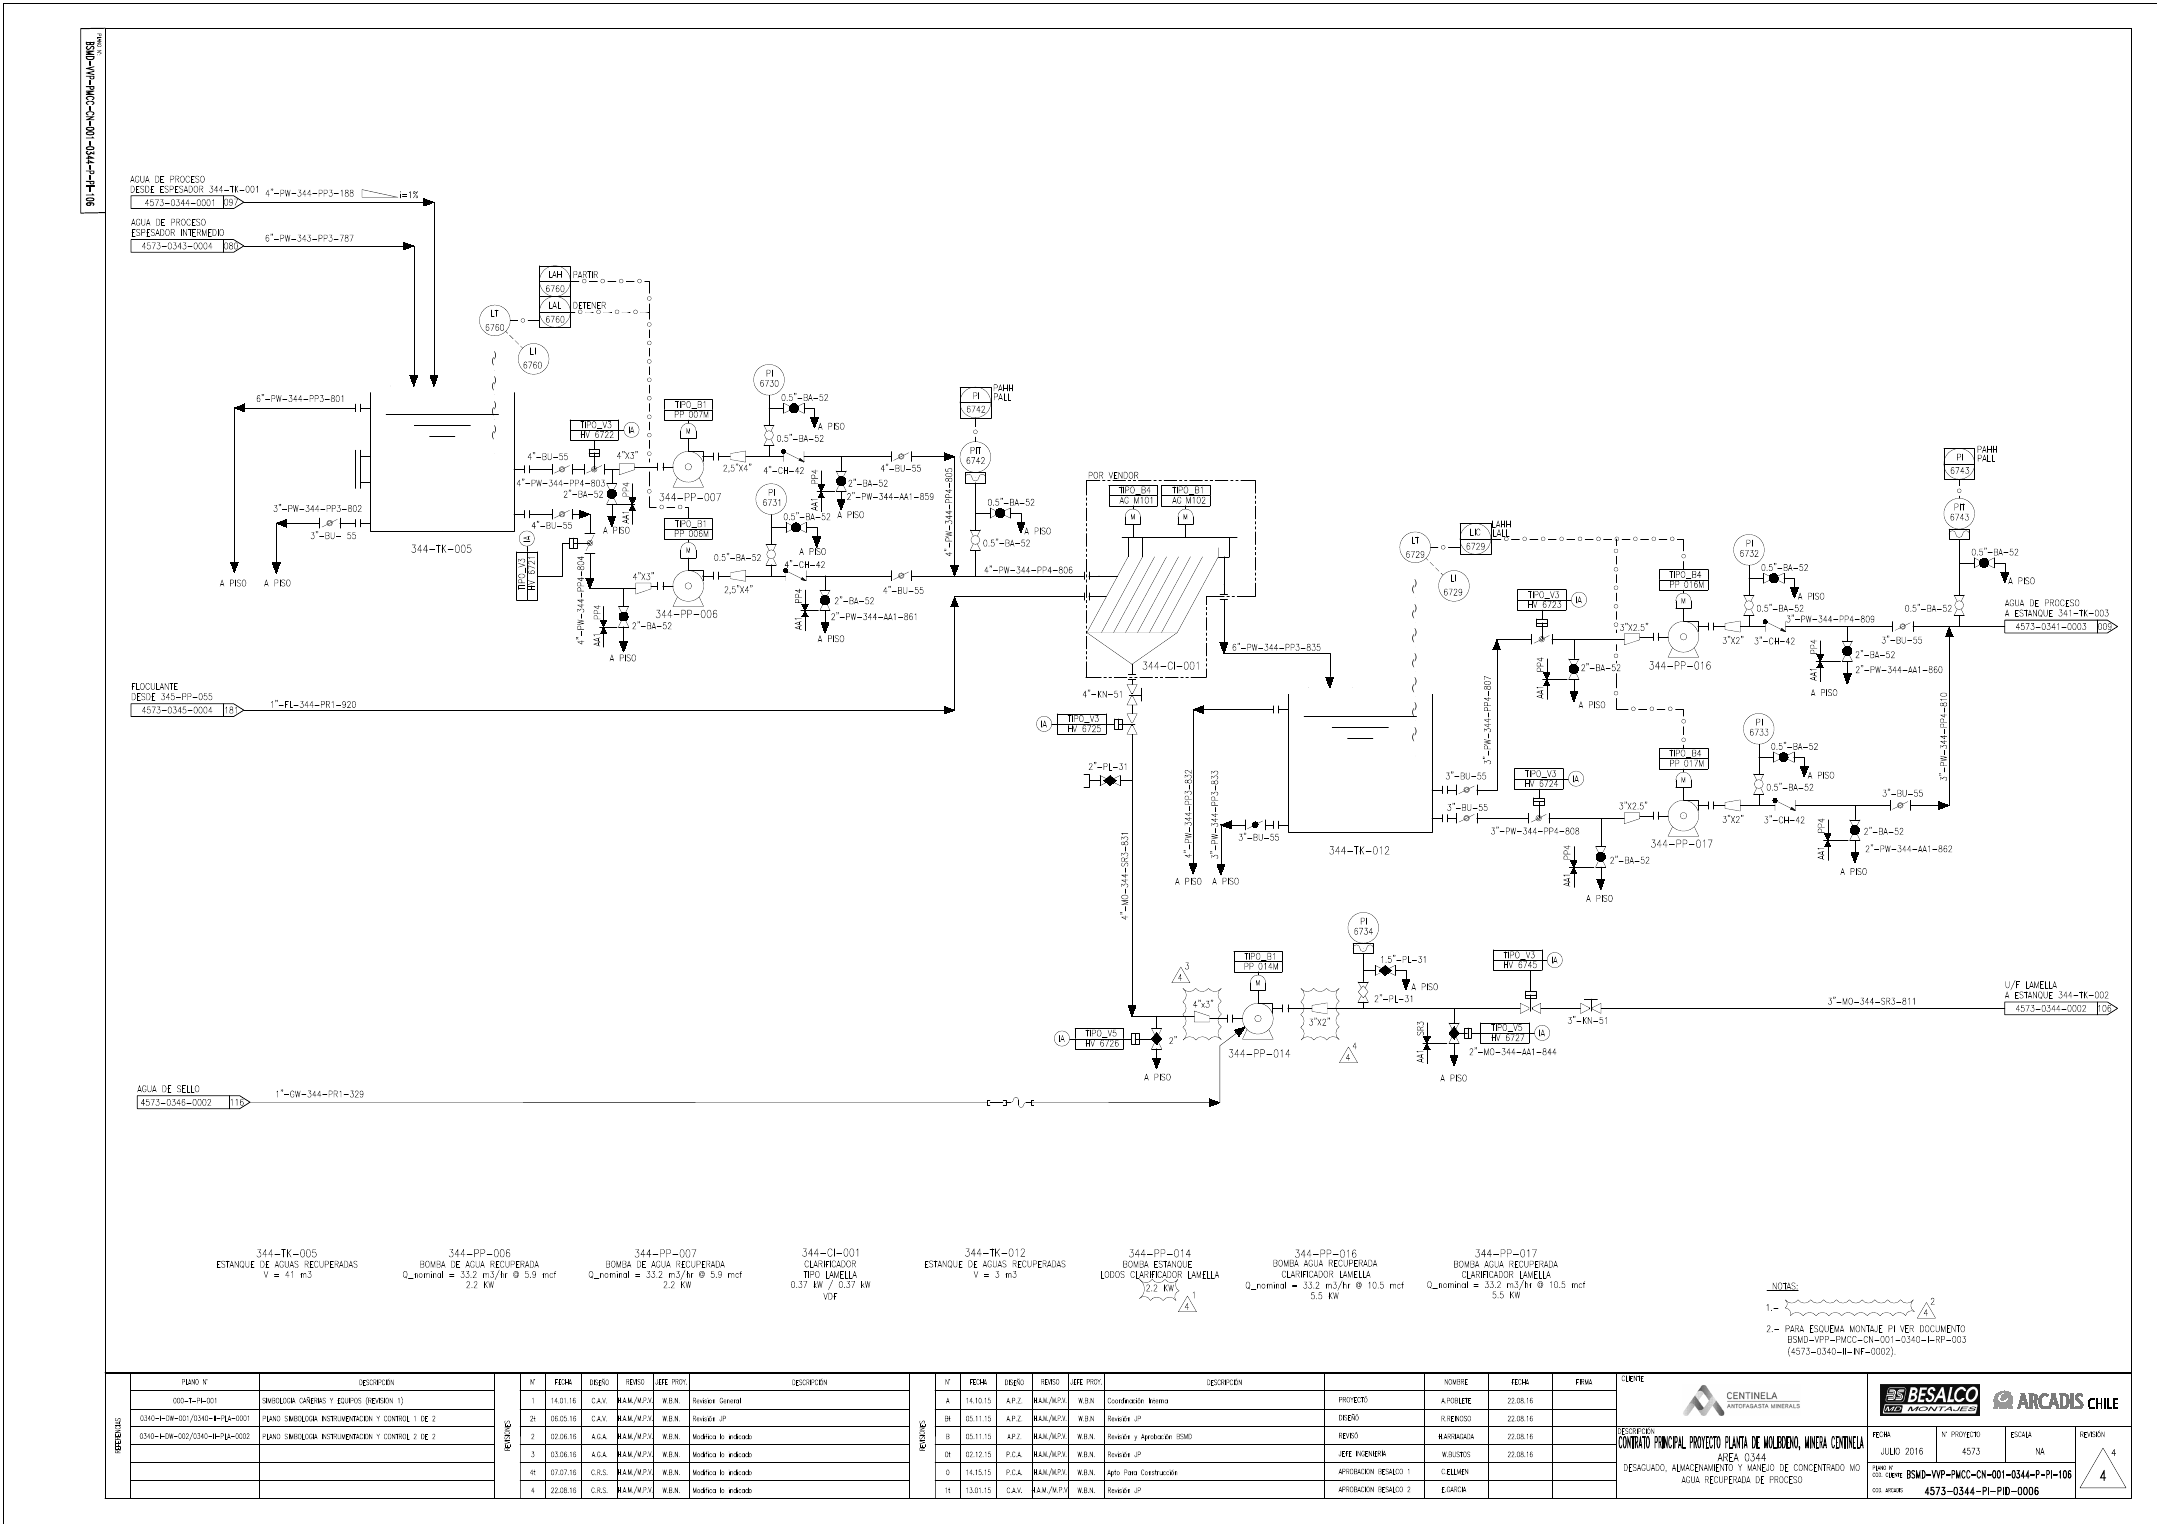 PLANO N°
BSMD-VVP-PMCC-CN-001-0344-P-PI-106
AGUA DE PROCESO
DESDE ESPESADOR 344-TK-001
4573-0344-0001 097
4"-PW-344-PP3-188
i=1%
AGUA DE PROCESO
ESPESADOR INTERMEDIO
4573-0343-0004 080
6"-PW-343-PP3-787
LAH
6760
PARTIR
LAL
6760
DETENER
LT
6760
LI
6760
6"-PW-344-PP3-801
3"-PW-344-PP3-802
3"-BU- 55
A PISO
A PISO
344-TK-005
TIPO_V3
HV 6722
IA
4"-BU-55
4"X3"
4"-PW-344-PP4-803
2"-BA-52
PP4
AA1
A PISO
4"-BU-55
IA
TIPO_V3
HV 6721
4"-PW-344-PP4-804
4"X3"
PP4
AA1
2"-BA-52
A PISO
TIPO_B1
PP 007M
M
344-PP-007
TIPO_B1
PP 006M
M
344-PP-006
2,5"X4"
PI
6730
0.5"-BA-52
A PISO
0.5"-BA-52
4"-CH-42
PP4
AA1
2"-BA-52
2"-PW-344-AA1-859
A PISO
4"-BU-55
PI
6731
0.5"-BA-52
A PISO
0.5"-BA-52
4"-CH-42
2,5"X4"
PP4
AA1
2"-BA-52
2"-PW-344-AA1-861
A PISO
4"-BU-55
4"-PW-344-PP4-805
PI
6742
PAHH
PALL
PIT
6742
0.5"-BA-52
A PISO
0.5"-BA-52
4"-PW-344-PP4-806
POR VENDOR
TIPO_B4
AG M101
TIPO_B1
AG M102
M
M
344-CI-001
6"-PW-344-PP3-835
FLOCULANTE
DESDE 345-PP-055
4573-0345-0004 181
1"-FL-344-PR1-920
4"-KN-51
IA
TIPO_V3
HV 6725
2"-PL-31
4"-MO-344-SR3-831
4"-PW-344-PP3-832
3"-PW-344-PP3-833
3"-BU-55
A PISO
A PISO
344-TK-012
LT
6729
LIC
6729
LAHH
LALL
LI
6729
TIPO_V3
HV 6723
IA
3"-PW-344-PP4-807
3"-BU-55
PP4
AA1
2"-BA-52
A PISO
3"X2.5"
TIPO_B4
PP 016M
M
344-PP-016
PI
6732
0.5"-BA-52
A PISO
0.5"-BA-52
3"X2"
3"-CH-42
3"-PW-344-PP4-809
PP4
AA1
2"-BA-52
2"-PW-344-AA1-860
A PISO
3"-BU-55
PI
6743
PAHH
PALL
PIT
6743
0.5"-BA-52
A PISO
0.5"-BA-52
AGUA DE PROCESO
A ESTANQUE 341-TK-003
4573-0341-0003 009
3"-PW-344-PP4-810
TIPO_V3
HV 6724
IA
3"-BU-55
3"-PW-344-PP4-808
PP4
AA1
2"-BA-52
A PISO
3"X2.5"
TIPO_B4
PP 017M
M
344-PP-017
PI
6733
0.5"-BA-52
A PISO
0.5"-BA-52
3"X2"
3"-CH-42
PP4
AA1
2"-BA-52
2"-PW-344-AA1-862
A PISO
3"-BU-55
4 3
4"x3"
TIPO_B1
PP 014M
M
344-PP-014
3"X2"
4 4
IA
TIPO_V5
HV 6726
2"
A PISO
PI
6734
1.5"-PL-31
A PISO
2"-PL-31
TIPO_V3
HV 6745
IA
3"-KN-51
SR3
AA1
TIPO_V5
HV 6727
IA
2"-MO-344-AA1-844
A PISO
3"-MO-344-SR3-811
U/F LAMELLA
A ESTANQUE 344-TK-002
4573-0344-0002 106
AGUA DE SELLO
4573-0346-0002 116
1"-GW-344-PR1-329
344-TK-005
ESTANQUE DE AGUAS RECUPERADAS
V = 41 m3
344-PP-006
BOMBA DE AGUA RECUPERADA
Q_nominal = 33.2 m3/hr @ 5.9 mcf
2.2 KW
344-PP-007
BOMBA DE AGUA RECUPERADA
Q_nominal = 33.2 m3/hr @ 5.9 mcf
2.2 KW
344-CI-001
CLARIFICADOR
TIPO LAMELLA
0.37 kW / 0.37 kW
VDF
344-TK-012
ESTANQUE DE AGUAS RECUPERADAS
V = 3 m3
344-PP-014
BOMBA ESTANQUE
LODOS CLARIFICADOR LAMELLA
2.2 KW
4 1
344-PP-016
BOMBA AGUA RECUPERADA
CLARIFICADOR LAMELLA
Q_nominal = 33.2 m3/hr @ 10.5 mcf
5.5 KW
344-PP-017
BOMBA AGUA RECUPERADA
CLARIFICADOR LAMELLA
Q_nominal = 33.2 m3/hr @ 10.5 mcf
5.5 KW
NOTAS:
1.-
4 2
2.- PARA ESQUEMA MONTAJE PI VER DOCUMENTO
BSMD-VPP-PMCC-CN-001-0340-I-RP-003
(4573-0340-II-INF-0002).
REFERENCIAS
PLANO N° DESCRIPCIÓN
000-T-PI-001 SIMBOLOGIA CAÑERIAS Y EQUIPOS (REVISION 1)
0340-I-DW-001/0340-II-PLA-0001 PLANO SIMBOLOGIA INSTRUMENTACION Y CONTROL 1 DE 2
0340-I-DW-002/0340-II-PLA-0002 PLANO SIMBOLOGIA INSTRUMENTACION Y CONTROL 2 DE 2
REVISIONES
N° FECHA DISEÑO REVISO JEFE PROY. DESCRIPCIÓN
1 14.01.16 C.A.V. H.A.M./M.P.V. W.B.N. Revision General
2t 06.05.16 C.A.V. H.A.M./M.P.V. W.B.N. Revisión JP
2 02.06.16 A.G.A. H.A.M./M.P.V. W.B.N. Modifica lo indicado
3 03.06.16 A.G.A. H.A.M./M.P.V. W.B.N. Modifica lo indicado
4t 07.07.16 C.R.S. H.A.M./M.P.V. W.B.N. Modifica lo indicado
4 22.08.16 C.R.S. H.A.M./M.P.V. W.B.N. Modifica lo indicado
REVISIONES
N° FECHA DISEÑO REVISO JEFE PROY. DESCRIPCIÓN
A 14.10.15 A.P.Z. H.A.M./M.P.V. W.B.N Coordinación Interna
Bt 05.11.15 A.P.Z. H.A.M./M.P.V. W.B.N Revisión JP
B 05.11.15 A.P.Z. H.A.M./M.P.V. W.B.N. Revisión y Aprobación BSMD
0t 02.12.15 P.C.A. H.A.M./M.P.V. W.B.N. Revisión JP
0 14.15.15 P.C.A. H.A.M./M.P.V. W.B.N. Apto Para Construcción
1t 13.01.15 C.A.V. H.A.M./M.P.V. W.B.N. Revisión JP
NOMBRE FECHA FIRMA
PROYECTÓ A.POBLETE 22.08.16
DISEÑO R.REINOSO 22.08.16
REVISÓ H.ARRIAGADA 22.08.16
JEFE INGENIERIA W.BUSTOS 22.08.16
APROBACION BESALCO 1 C.ELLMEN
APROBACION BESALCO 2 E.GARCIA
CLIENTE
CENTINELA
ANTOFAGASTA MINERALS
DESCRIPCIÓN
CONTRATO PRINCIPAL PROYECTO PLANTA DE MOLIBDENO, MINERA CENTINELA
AREA 0344
DESAGUADO, ALMACENAMIENTO Y MANEJO DE CONCENTRADO MO
AGUA RECUPERADA DE PROCESO
BS BESALCO
MD MONTAJES
ARCADIS CHILE
FECHA
JULIO 2016
N° PROYECTO
4573
ESCALA
NA
REVISIÓN
4 4
PLANO N°
COD. CLIENTE BSMD-VVP-PMCC-CN-001-0344-P-PI-106
COD. ARCADIS 4573-0344-PI-PID-0006